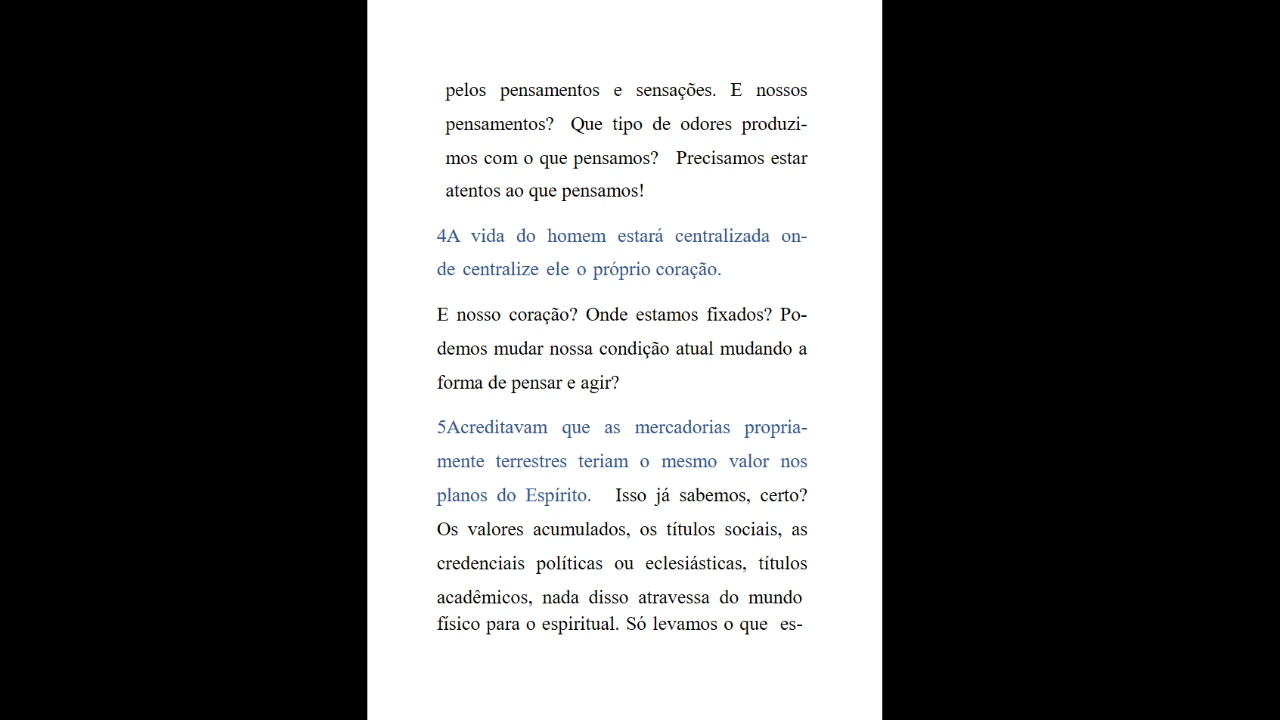 pelos pensamentos e sensações. E nossos
pensamentos? Que tipo de odores produzi-
mos com o que pensamos? Precisamos estar
atentos ao que pensamos!
4A vida do homem estará centralizada on-
de centralize ele o próprio coração.
E nosso coração? Onde estamos fixados? Po-
demos mudar nossa condição atual mudando a
forma de pensar e agir?
5Acreditavam que as mercadorias propria-
mente terrestres teriam o mesmo valor nos
planos do Espírito. Isso já sabemos, certo?
Os valores acumulados, os títulos sociais, as
credenciais políticas ou eclesiásticas, títulos
acadêmicos, nada disso atravessa do mundo
físico para o espiritual. Só levamos o que es-